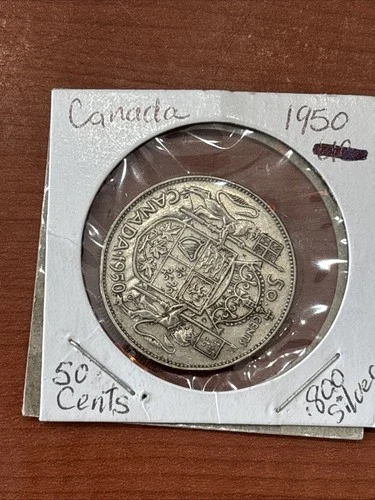 Canada 1950
CANADA 1950
50 CENTS
50
Cents
.800
Silver